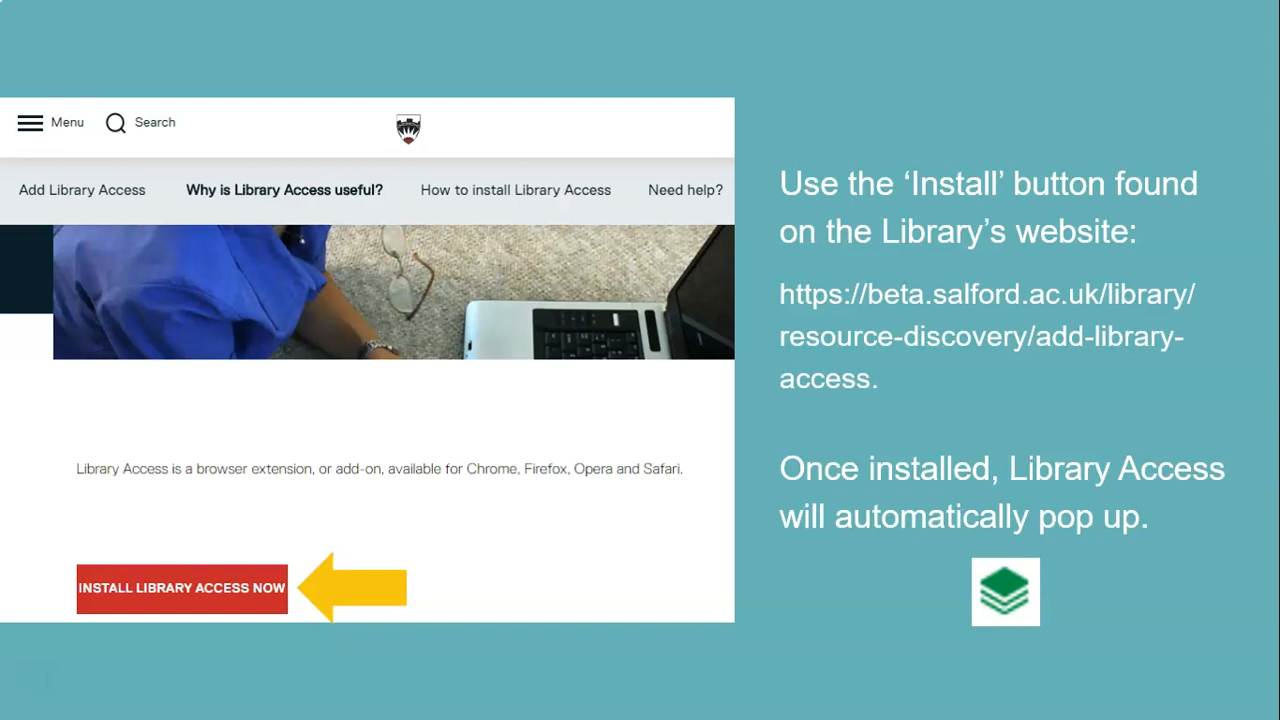 Menu
Search
Add Library Access
Why is Library Access useful?
How to install Library Access
Need help?
Library Access is a browser extension, or add-on, available for Chrome, Firefox, Opera and Safari.
INSTALL LIBRARY ACCESS NOW
Use the ‘Install’ button found
on the Library’s website:
https://beta.salford.ac.uk/library/
resource-discovery/add-library-
access.
Once installed, Library Access
will automatically pop up.